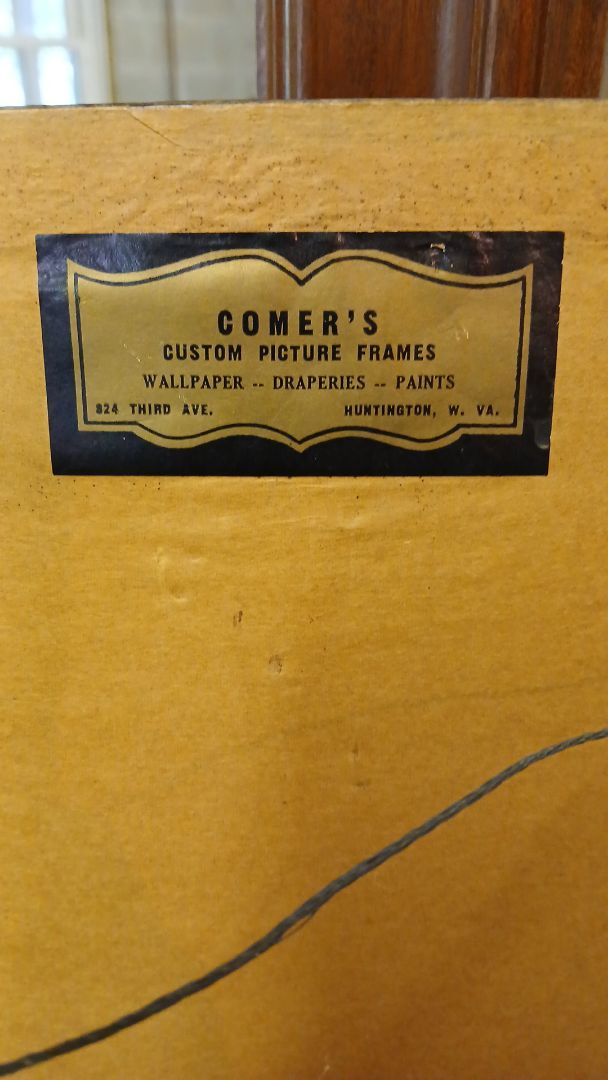 COMER'S
CUSTOM PICTURE FRAMES
WALLPAPER -- DRAPERIES -- PAINTS
824 THIRD AVE. HUNTINGTON, W. VA.